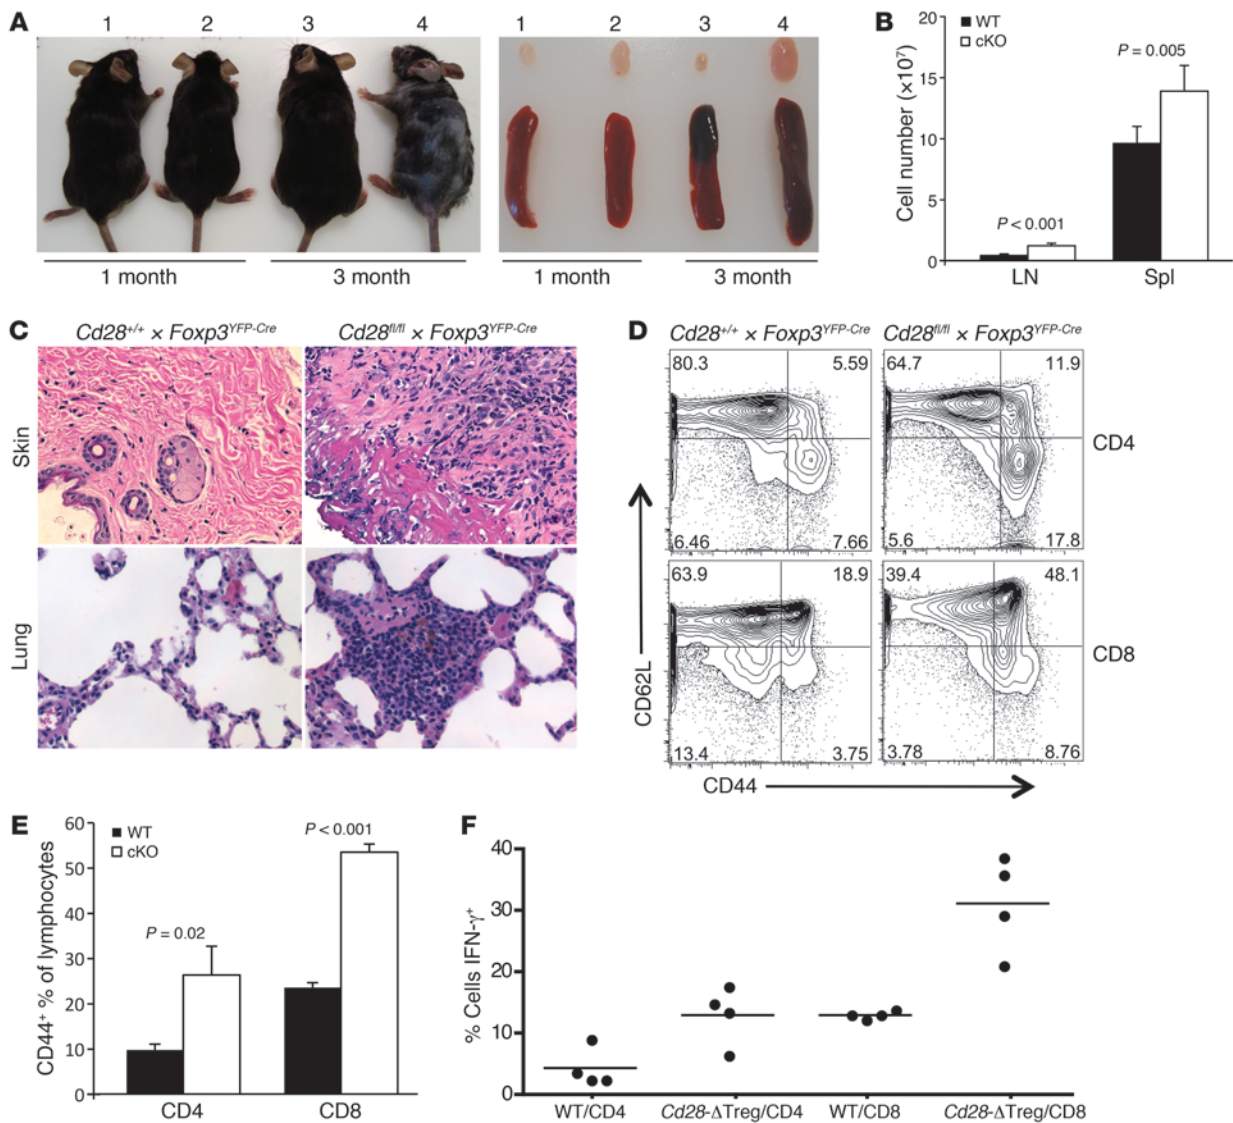 A
1 2 3 4
1 2 3 4
1 month
3 month
1 month
3 month
B
WT
cKO
Cell number (×10⁷)
20
15
10
5
0
P = 0.005
P < 0.001
LN
Spl
C
Cd28+/+ × Foxp3YFP-Cre
Cd28fl/fl × Foxp3YFP-Cre
Skin
Lung
D
Cd28+/+ × Foxp3YFP-Cre
Cd28fl/fl × Foxp3YFP-Cre
80.3 5.59
6.46 7.66
64.7 11.9
5.6 17.8
CD4
63.9 18.9
13.4 3.75
39.4 48.1
3.78 8.76
CD8
CD62L
CD44
E
WT
cKO
CD44+ % of lymphocytes
60
50
40
30
20
10
0
P = 0.02
P < 0.001
CD4
CD8
F
% Cells IFN-γ+
40
30
20
10
0
WT/CD4
Cd28-ΔTreg/CD4
WT/CD8
Cd28-ΔTreg/CD8